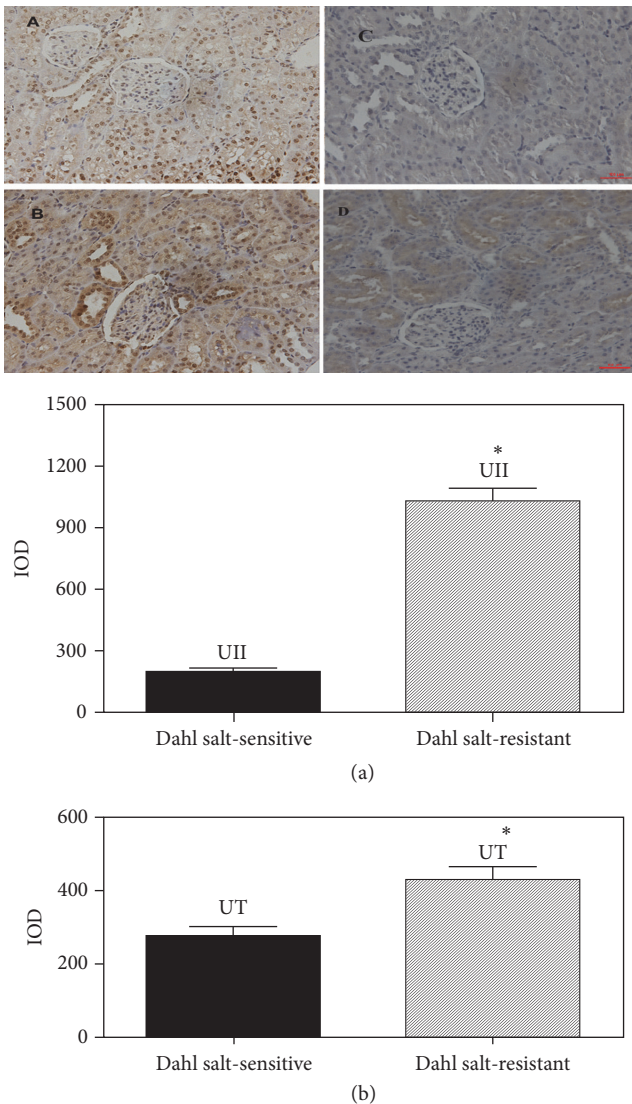 A
C
B
D
1500
1200
900
600
300
0
IOD
*
UII
UII
Dahl salt-sensitive
Dahl salt-resistant
(a)
600
400
200
0
IOD
*
UT
UT
Dahl salt-sensitive
Dahl salt-resistant
(b)